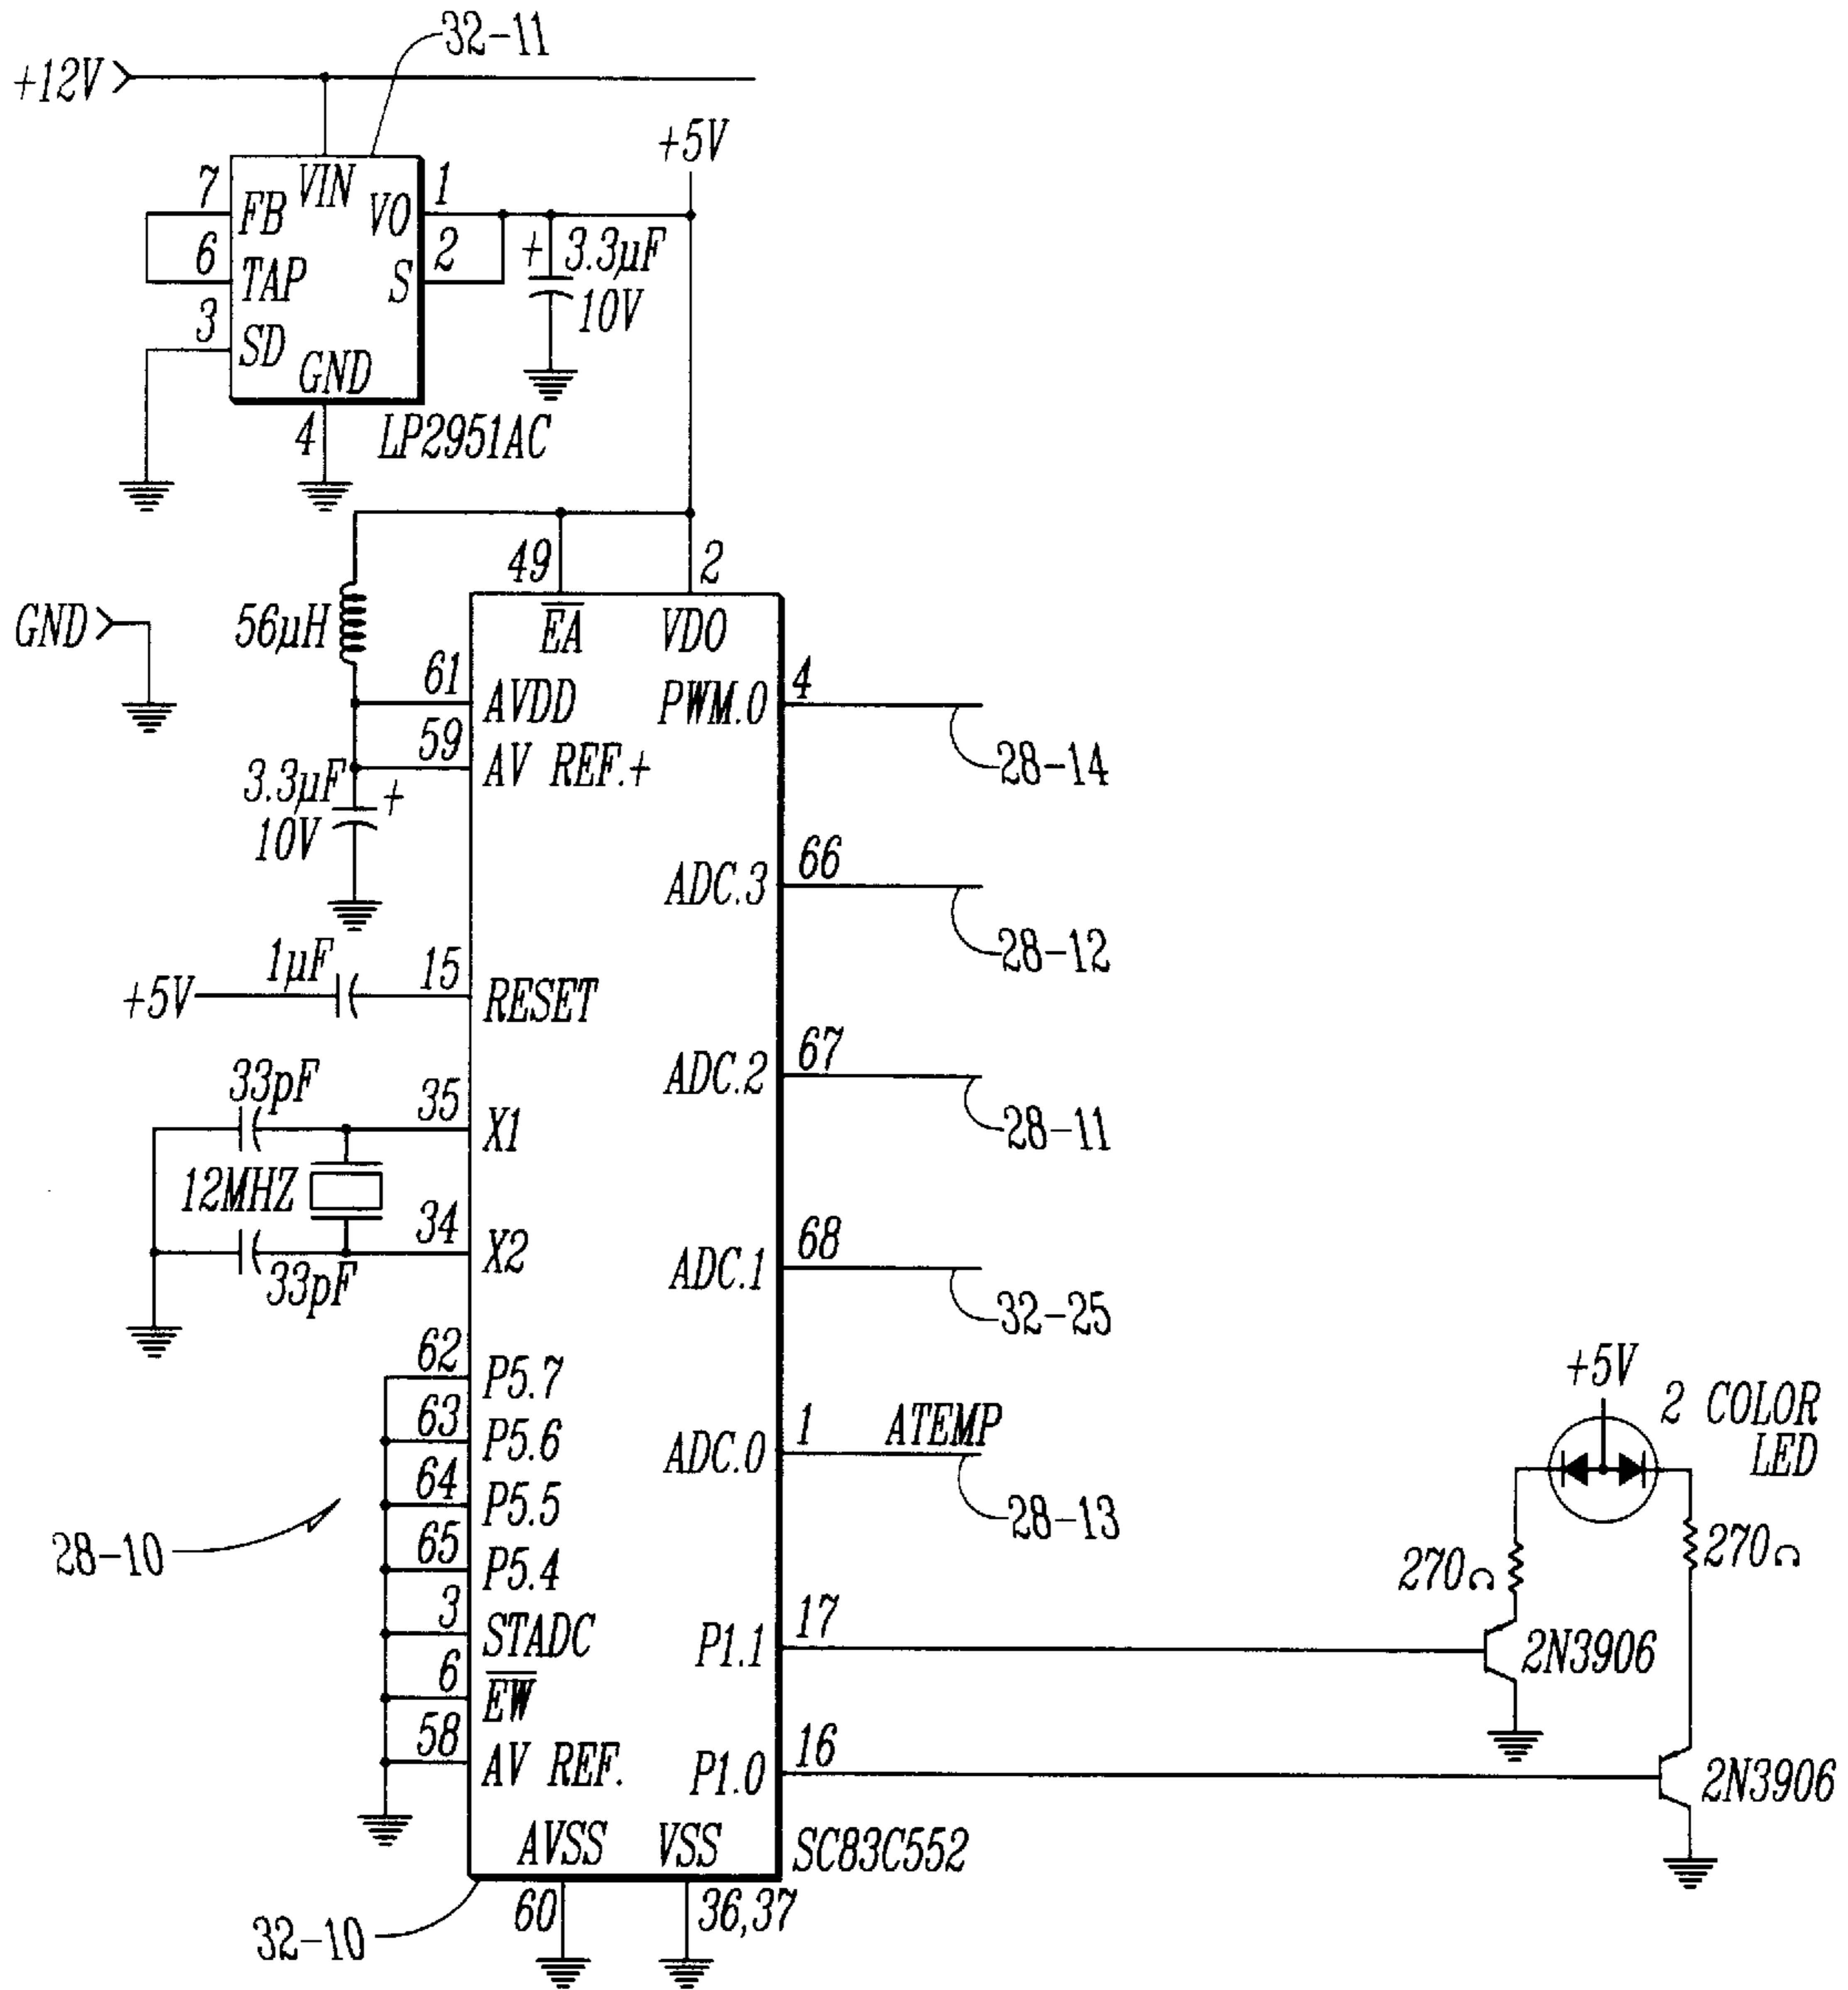 32-11
+12V
+5V
VIN
7
FB
VO
1
6
TAP
S
2
3
SD
GND
4
LP2951AC
+
3.3µF
10V
49
2
GND
56µH
EA
VDO
61
AVDD
PWM.0
4
28-14
59
AV REF.+
3.3µF
+
10V
ADC.3
66
28-12
1µF
+5V
15
RESET
ADC.2
67
28-11
33pF
35
X1
12MHZ
34
X2
33pF
ADC.1
68
32-25
62
P5.7
63
P5.6
64
P5.5
65
P5.4
3
STADC
6
EW
58
AV REF.
28-10
ADC.0
1
ATEMP
28-13
+5V
2 COLOR
LED
270Ω
270Ω
P1.1
17
2N3906
P1.0
16
2N3906
AVSS
VSS
SC83C552
60
36,37
32-10